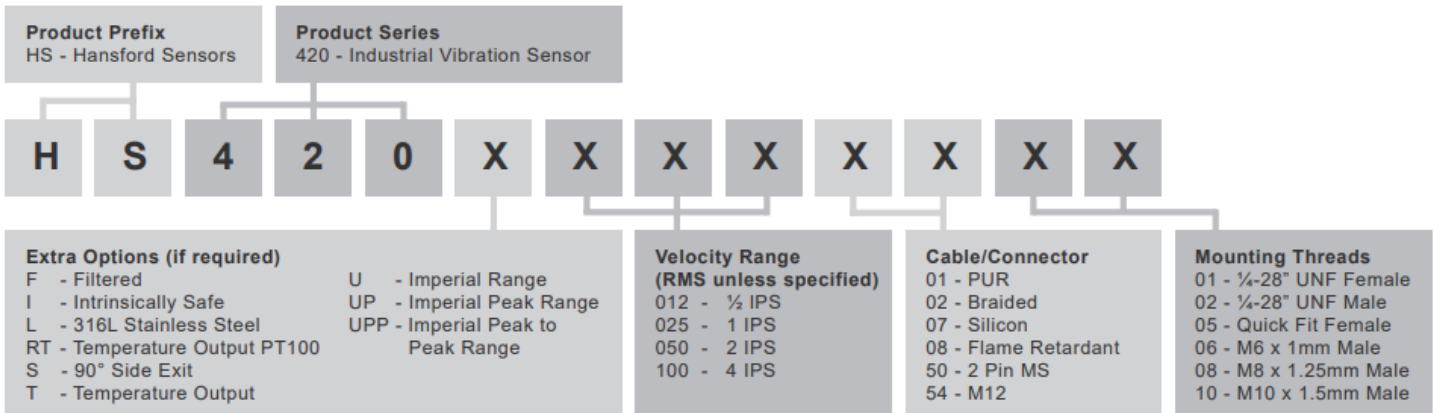 Product Prefix
HS - Hansford Sensors
Product Series
420 - Industrial Vibration Sensor
H S 4 2 0 X X X X X X X X
Extra Options (if required)
F - Filtered
I - Intrinsically Safe
L - 316L Stainless Steel
RT - Temperature Output PT100
S - 90° Side Exit
T - Temperature Output
U - Imperial Range
UP - Imperial Peak Range
UPP - Imperial Peak to
Peak Range
Velocity Range
(RMS unless specified)
012 - ½ IPS
025 - 1 IPS
050 - 2 IPS
100 - 4 IPS
Cable/Connector
01 - PUR
02 - Braided
07 - Silicon
08 - Flame Retardant
50 - 2 Pin MS
54 - M12
Mounting Threads
01 - ¼-28” UNF Female
02 - ¼-28” UNF Male
05 - Quick Fit Female
06 - M6 x 1mm Male
08 - M8 x 1.25mm Male
10 - M10 x 1.5mm Male